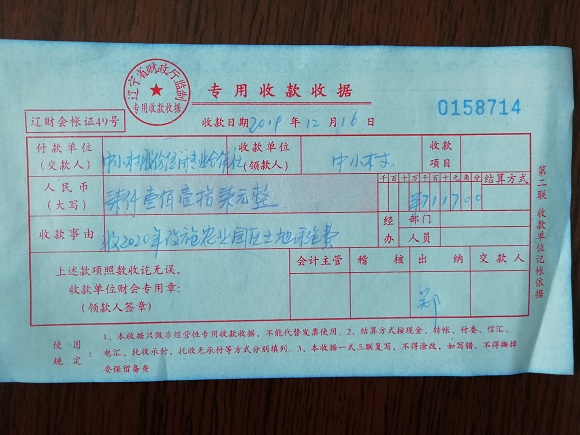 辽宁省财政厅监制
专用收款收据
专用收款收据
收款日期 2019 年 12 月 16 日
0158714
辽财会帐证49号
付款单位
(交款人)
收款单位
(领款人)
中小村
收款
项目
人民币
(大写)
柒仟壹佰壹拾柒元整
千百十万千百十元角分
¥711700
结算方式
收款事由
收2020年设施农业园区土地承包费
经办
部门
人员
上述款项照数收讫无误。
收款单位财会专用章:
(领款人签章)
会计主管
稽核
出纳
交款人
郑
第二联 收款单位记帐依据
使用规定:
1、本收据只做非经营性专用收款收据,不能代替发票使用。2、结算方式按现金、转帐、付委、信汇、
电汇、托收承付、托收无承付等方式分别填列。3、本收据一式三联复写,不得涂改,如写错,不得撕掉
要保留备查